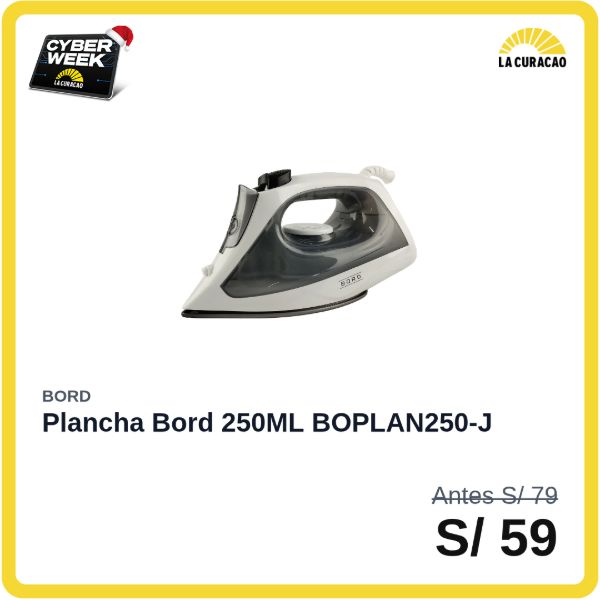 CYBER
WEEK
LA CURACAO
LA CURACAO
BORD
BORD
Plancha Bord 250ML BOPLAN250-J
Antes S/ 79
S/ 59